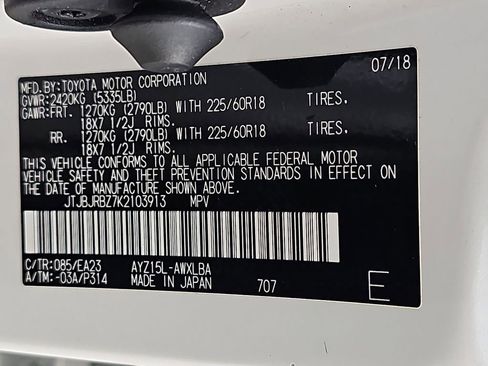 07/18
MFD.BY:TOYOTA MOTOR CORPORATION
GVWR:2420KG (5335LB)
GAWR:FRT. 1270KG (2790LB) WITH 225/60R18 TIRES,
18X7 1/2J RIMS.
RR. 1270KG (2790LB) WITH 225/60R18 TIRES,
18X7 1/2J RIMS.
THIS VEHICLE CONFORMS TO ALL APPLICABLE FEDERAL MOTOR
VEHICLE SAFETY AND THEFT PREVENTION STANDARDS IN EFFECT ON
THE DATE OF MANUFACTURE SHOWN ABOVE.
JTJBJRBZ7K2103913 MPV
C/TR:085/EA23 AYZ15L-AWXLBA
A/TM:-03A/P314 MADE IN JAPAN 707 E